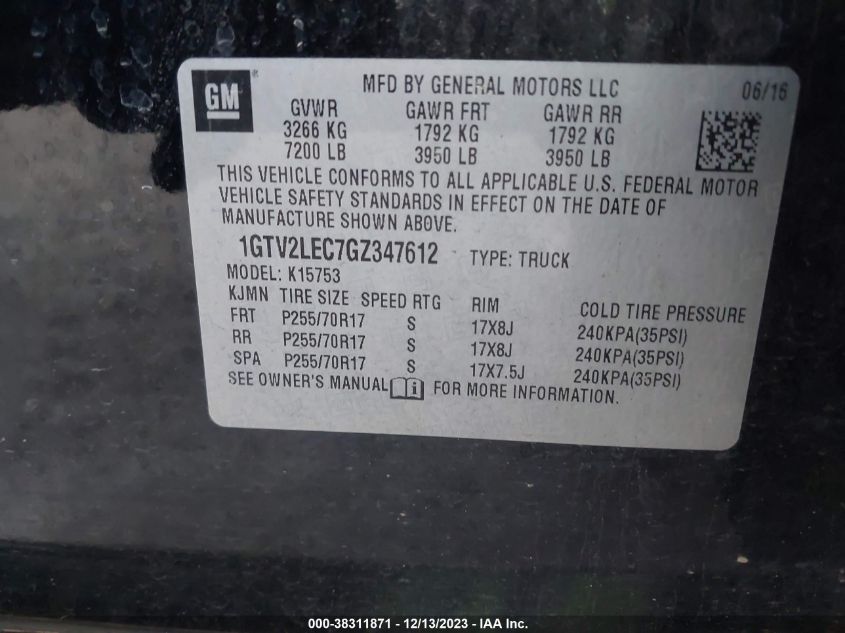 MFD BY GENERAL MOTORS LLC 06/16
GM
GVWR GAWR FRT GAWR RR
3266 KG 1792 KG 1792 KG
7200 LB 3950 LB 3950 LB
THIS VEHICLE CONFORMS TO ALL APPLICABLE U.S. FEDERAL MOTOR
VEHICLE SAFETY STANDARDS IN EFFECT ON THE DATE OF
MANUFACTURE SHOWN ABOVE.
1GTV2LEC7GZ347612 TYPE: TRUCK
MODEL: K15753
KJMN TIRE SIZE SPEED RTG RIM COLD TIRE PRESSURE
FRT P255/70R17 S 17X8J 240KPA(35PSI)
RR P255/70R17 S 17X8J 240KPA(35PSI)
SPA P255/70R17 S 17X7.5J 240KPA(35PSI)
SEE OWNER'S MANUAL FOR MORE INFORMATION.
000-38311871 - 12/13/2023 - IAA Inc.